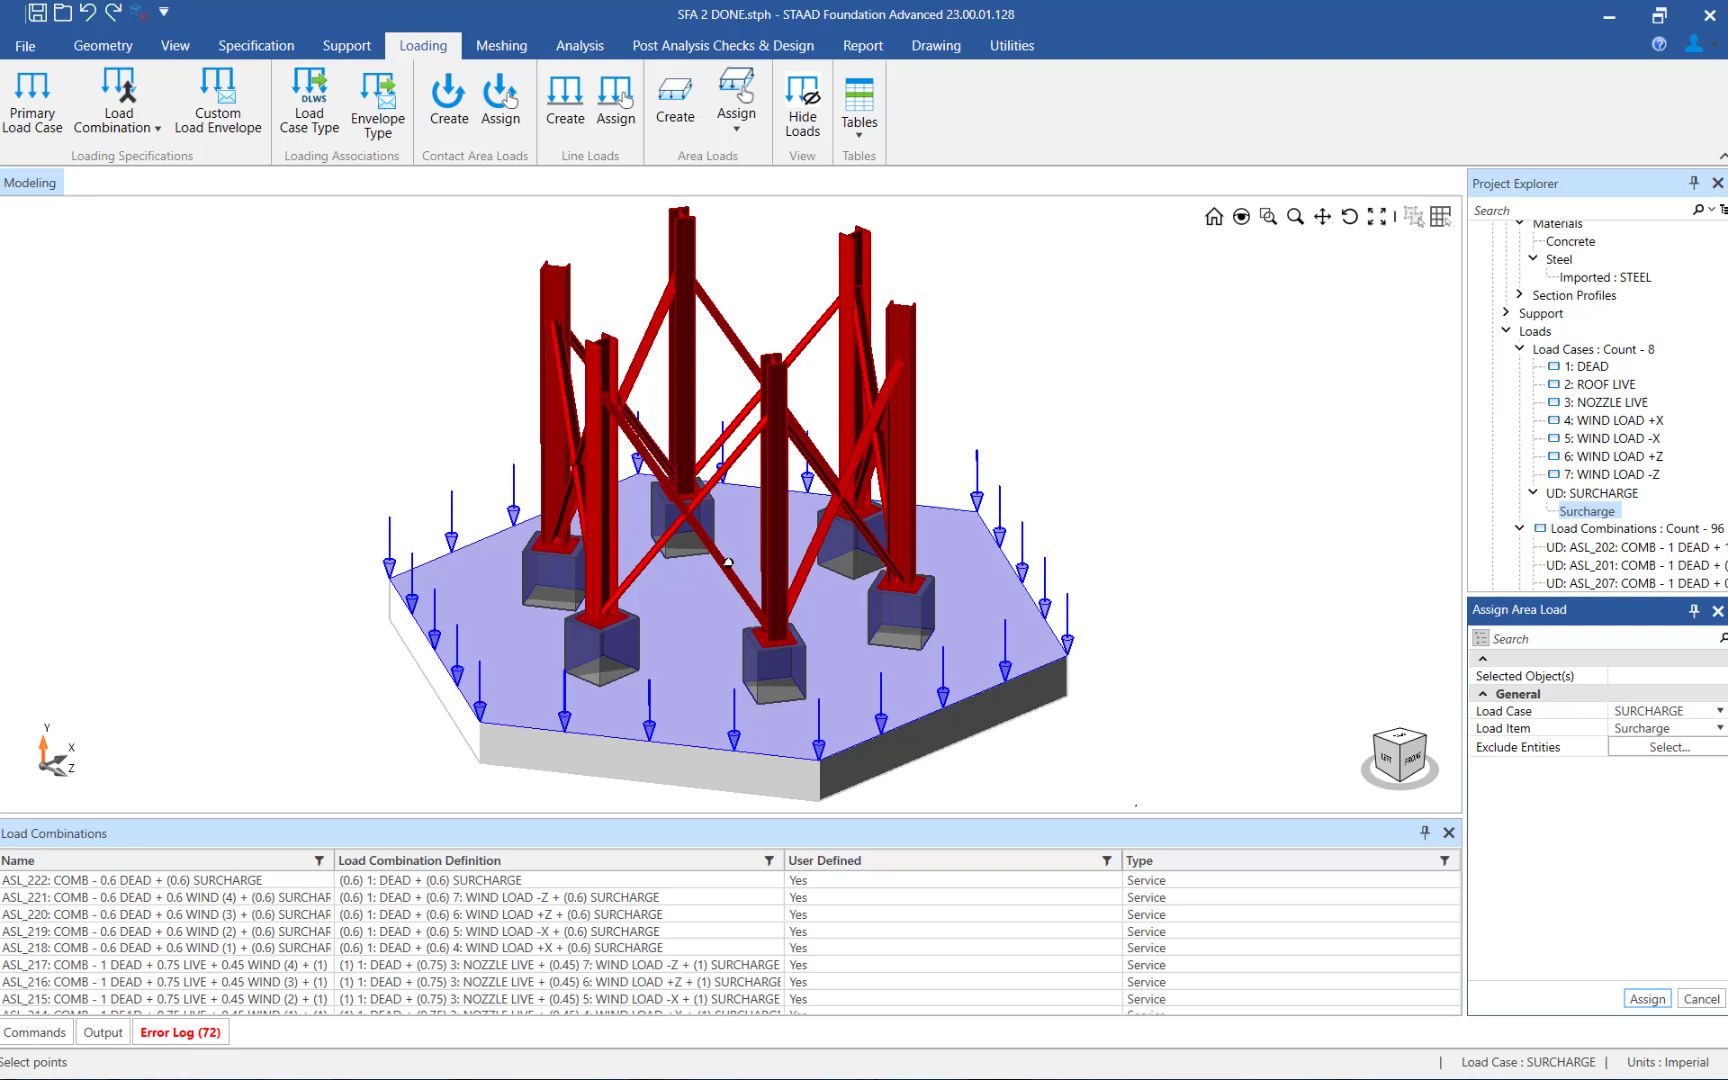 SFA 2 DONE.stph - STAAD Foundation Advanced 23.00.01.128
File Geometry View Specification Support Loading Meshing Analysis Post Analysis Checks & Design Report Drawing Utilities
Primary Load Case
Load Combination
Custom Load Envelope
DLWS
Load Case Type
Envelope Type
Create
Assign
Create
Assign
Create
Assign
Hide Loads
Tables
Loading Specifications
Loading Associations
Contact Area Loads
Line Loads
Area Loads
View
Tables
Modeling
Y
X
Z
LEFT
FRONT
Project Explorer
Search
Materials
Concrete
Steel
Imported : STEEL
Section Profiles
Support
Loads
Load Cases : Count - 8
1: DEAD
2: ROOF LIVE
3: NOZZLE LIVE
4: WIND LOAD +X
5: WIND LOAD -X
6: WIND LOAD +Z
7: WIND LOAD -Z
UD: SURCHARGE
Surcharge
Load Combinations : Count - 96
UD: ASL_202: COMB - 1 DEAD + 1
UD: ASL_201: COMB - 1 DEAD + (
UD: ASL_207: COMB - 1 DEAD + 0
Assign Area Load
Search
Selected Object(s)
General
Load Case SURCHARGE
Load Item Surcharge
Exclude Entities Select...
Assign Cancel
Load Combinations
Name Load Combination Definition User Defined Type
ASL_222: COMB - 0.6 DEAD + (0.6) SURCHARGE (0.6) 1: DEAD + (0.6) SURCHARGE Yes Service
ASL_221: COMB - 0.6 DEAD + 0.6 WIND (4) + (0.6) SURCHAR (0.6) 1: DEAD + (0.6) 7: WIND LOAD -Z + (0.6) SURCHARGE Yes Service
ASL_220: COMB - 0.6 DEAD + 0.6 WIND (3) + (0.6) SURCHAR (0.6) 1: DEAD + (0.6) 6: WIND LOAD +Z + (0.6) SURCHARGE Yes Service
ASL_219: COMB - 0.6 DEAD + 0.6 WIND (2) + (0.6) SURCHAR (0.6) 1: DEAD + (0.6) 5: WIND LOAD -X + (0.6) SURCHARGE Yes Service
ASL_218: COMB - 0.6 DEAD + 0.6 WIND (1) + (0.6) SURCHAR (0.6) 1: DEAD + (0.6) 4: WIND LOAD +X + (0.6) SURCHARGE Yes Service
ASL_217: COMB - 1 DEAD + 0.75 LIVE + 0.45 WIND (4) + (1) (1) 1: DEAD + (0.75) 3: NOZZLE LIVE + (0.45) 7: WIND LOAD -Z + (1) SURCHARGE Yes Service
ASL_216: COMB - 1 DEAD + 0.75 LIVE + 0.45 WIND (3) + (1) (1) 1: DEAD + (0.75) 3: NOZZLE LIVE + (0.45) 6: WIND LOAD +Z + (1) SURCHARGE Yes Service
ASL_215: COMB - 1 DEAD + 0.75 LIVE + 0.45 WIND (2) + (1) (1) 1: DEAD + (0.75) 3: NOZZLE LIVE + (0.45) 5: WIND LOAD -X + (1) SURCHARGE Yes Service
Commands Output Error Log (72)
Select points
Load Case : SURCHARGE | Units : Imperial